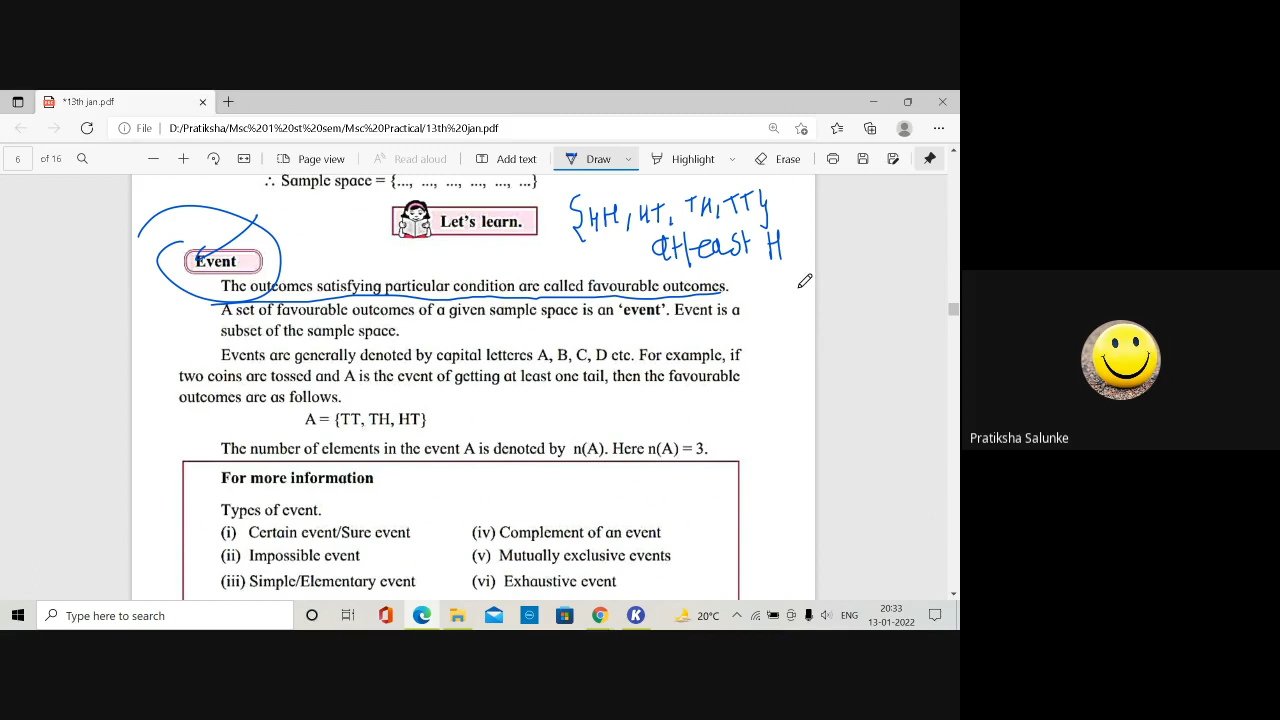 *13th jan.pdf
File D:/Pratiksha/Msc%201%20st%20sem/Msc%20Practical/13th%20jan.pdf
6 of 16 Page view Read aloud Add text Draw Highlight Erase
∴ Sample space = {..., ..., ..., ..., ..., ...}
Let's learn.
{HH, HT, TH, TT}
atleast H
Event
The outcomes satisfying particular condition are called favourable outcomes.
A set of favourable outcomes of a given sample space is an ‘event’. Event is a
subset of the sample space.
Events are generally denoted by capital letteres A, B, C, D etc. For example, if
two coins are tossed and A is the event of getting at least one tail, then the favourable
outcomes are as follows.
A = {TT, TH, HT}
The number of elements in the event A is denoted by n(A). Here n(A) = 3.
For more information
Types of event.
(i) Certain event/Sure event (iv) Complement of an event
(ii) Impossible event (v) Mutually exclusive events
(iii) Simple/Elementary event (vi) Exhaustive event
Pratiksha Salunke
Type here to search
20°C ENG 20:33
13-01-2022